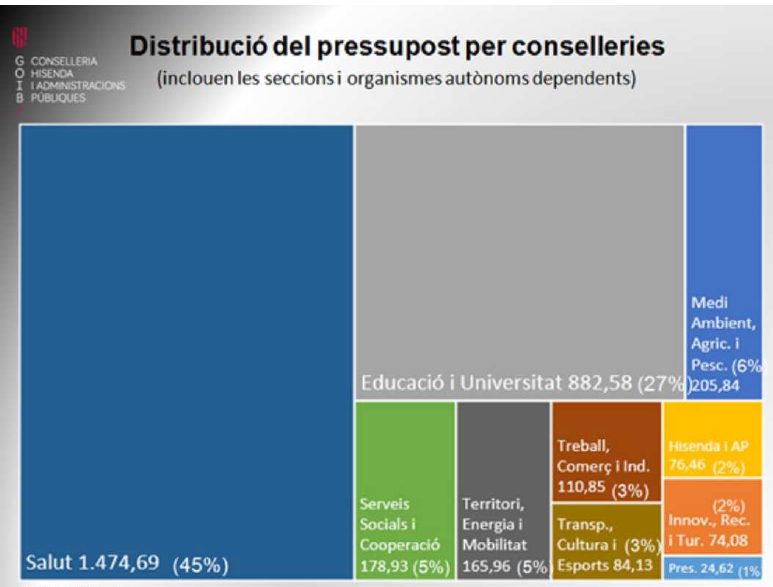 G CONSELLERIA
O HISENDA
I I ADMINISTRACIONS
B PÚBLIQUES
Distribució del pressupost per conselleries
(inclouen les seccions i organismes autònoms dependents)
Salut 1.474,69 (45%)
Educació i Universitat 882,58 (27%)
Medi
Ambient,
Agric. i
Pesc. (6%
205,84
Serveis
Socials i
Cooperació
178,93 (5%)
Territori,
Energia i
Mobilitat
165,96 (5%
Treball,
Comerç i Ind.
110,85 (3%)
Transp.,
Cultura i (3%)
Esports 84,13
Hisenda i AP
76,46 (2%)
(2%)
Innov., Rec.
i Tur. 74,08
Pres. 24,62 (1%